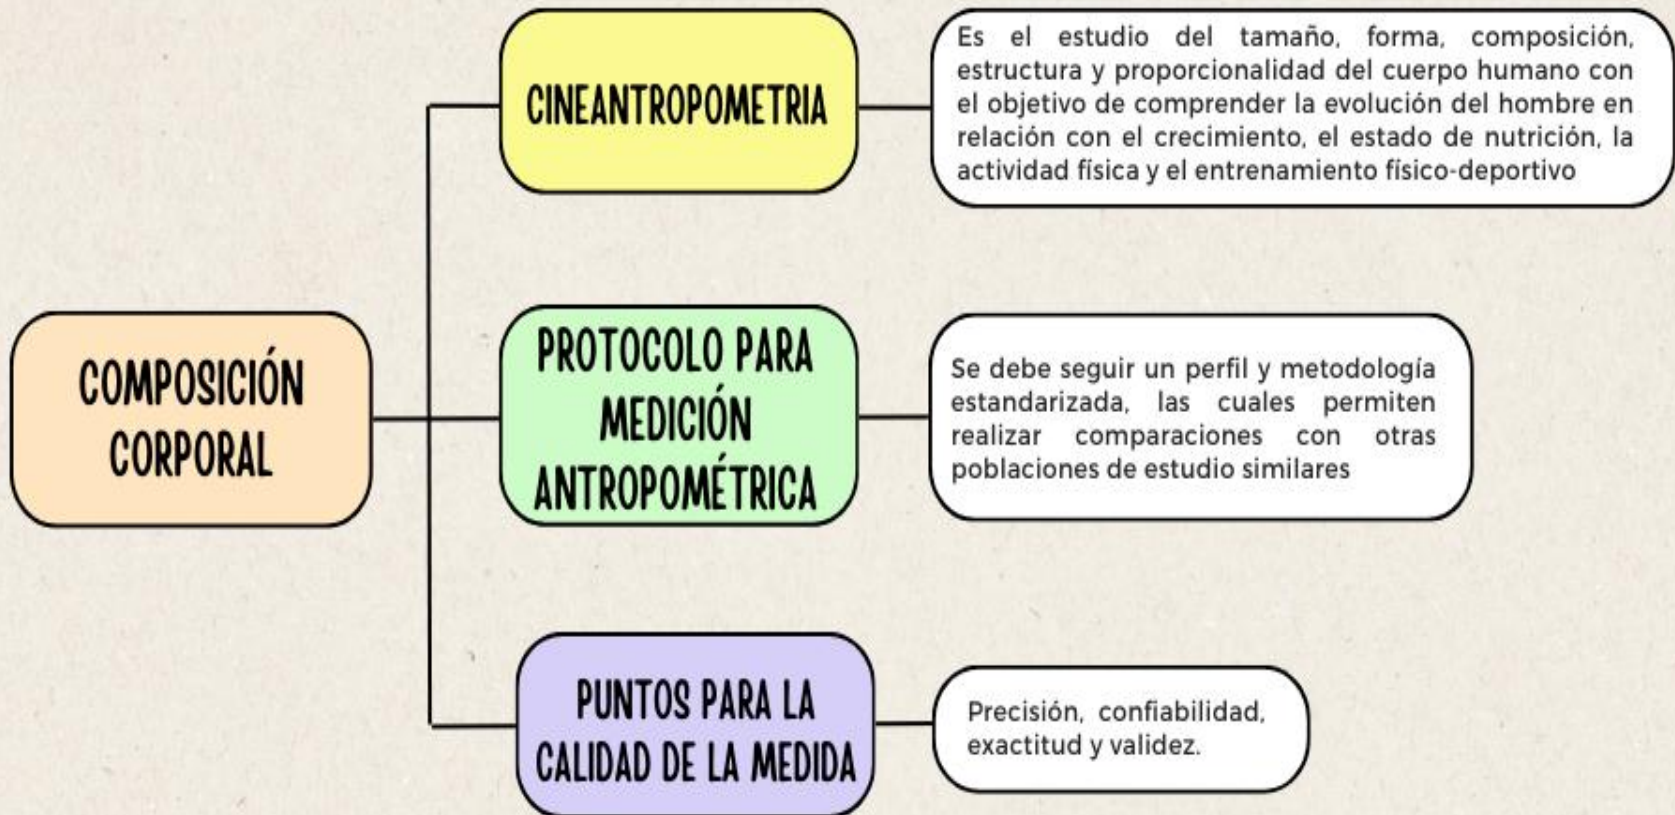 COMPOSICIÓN
CORPORAL
CINEANTROPOMETRIA
Es el estudio del tamaño, forma, composición,
estructura y proporcionalidad del cuerpo humano con
el objetivo de comprender la evolución del hombre en
relación con el crecimiento, el estado de nutrición, la
actividad física y el entrenamiento físico-deportivo
PROTOCOLO PARA
MEDICIÓN
ANTROPOMÉTRICA
Se debe seguir un perfil y metodología
estandarizada, las cuales permiten
realizar comparaciones con otras
poblaciones de estudio similares
PUNTOS PARA LA
CALIDAD DE LA MEDIDA
Precisión, confiabilidad,
exactitud y validez.